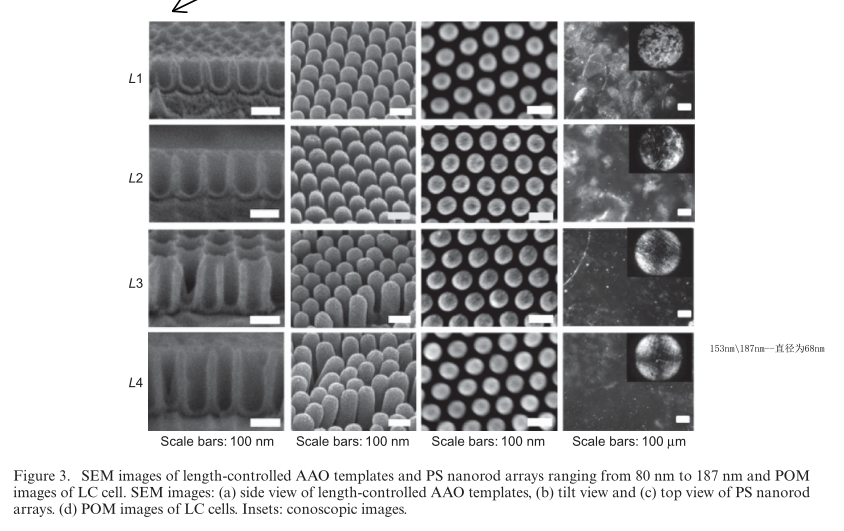 L1
L2
L3
153nm\187nm--直径为68nm
L4
Scale bars: 100 nm
Scale bars: 100 nm
Scale bars: 100 nm
Scale bars: 100 μm
Figure 3. SEM images of length-controlled AAO templates and PS nanorod arrays ranging from 80 nm to 187 nm and POM
images of LC cell. SEM images: (a) side view of length-controlled AAO templates, (b) tilt view and (c) top view of PS nanorod
arrays. (d) POM images of LC cells. Insets: conoscopic images.